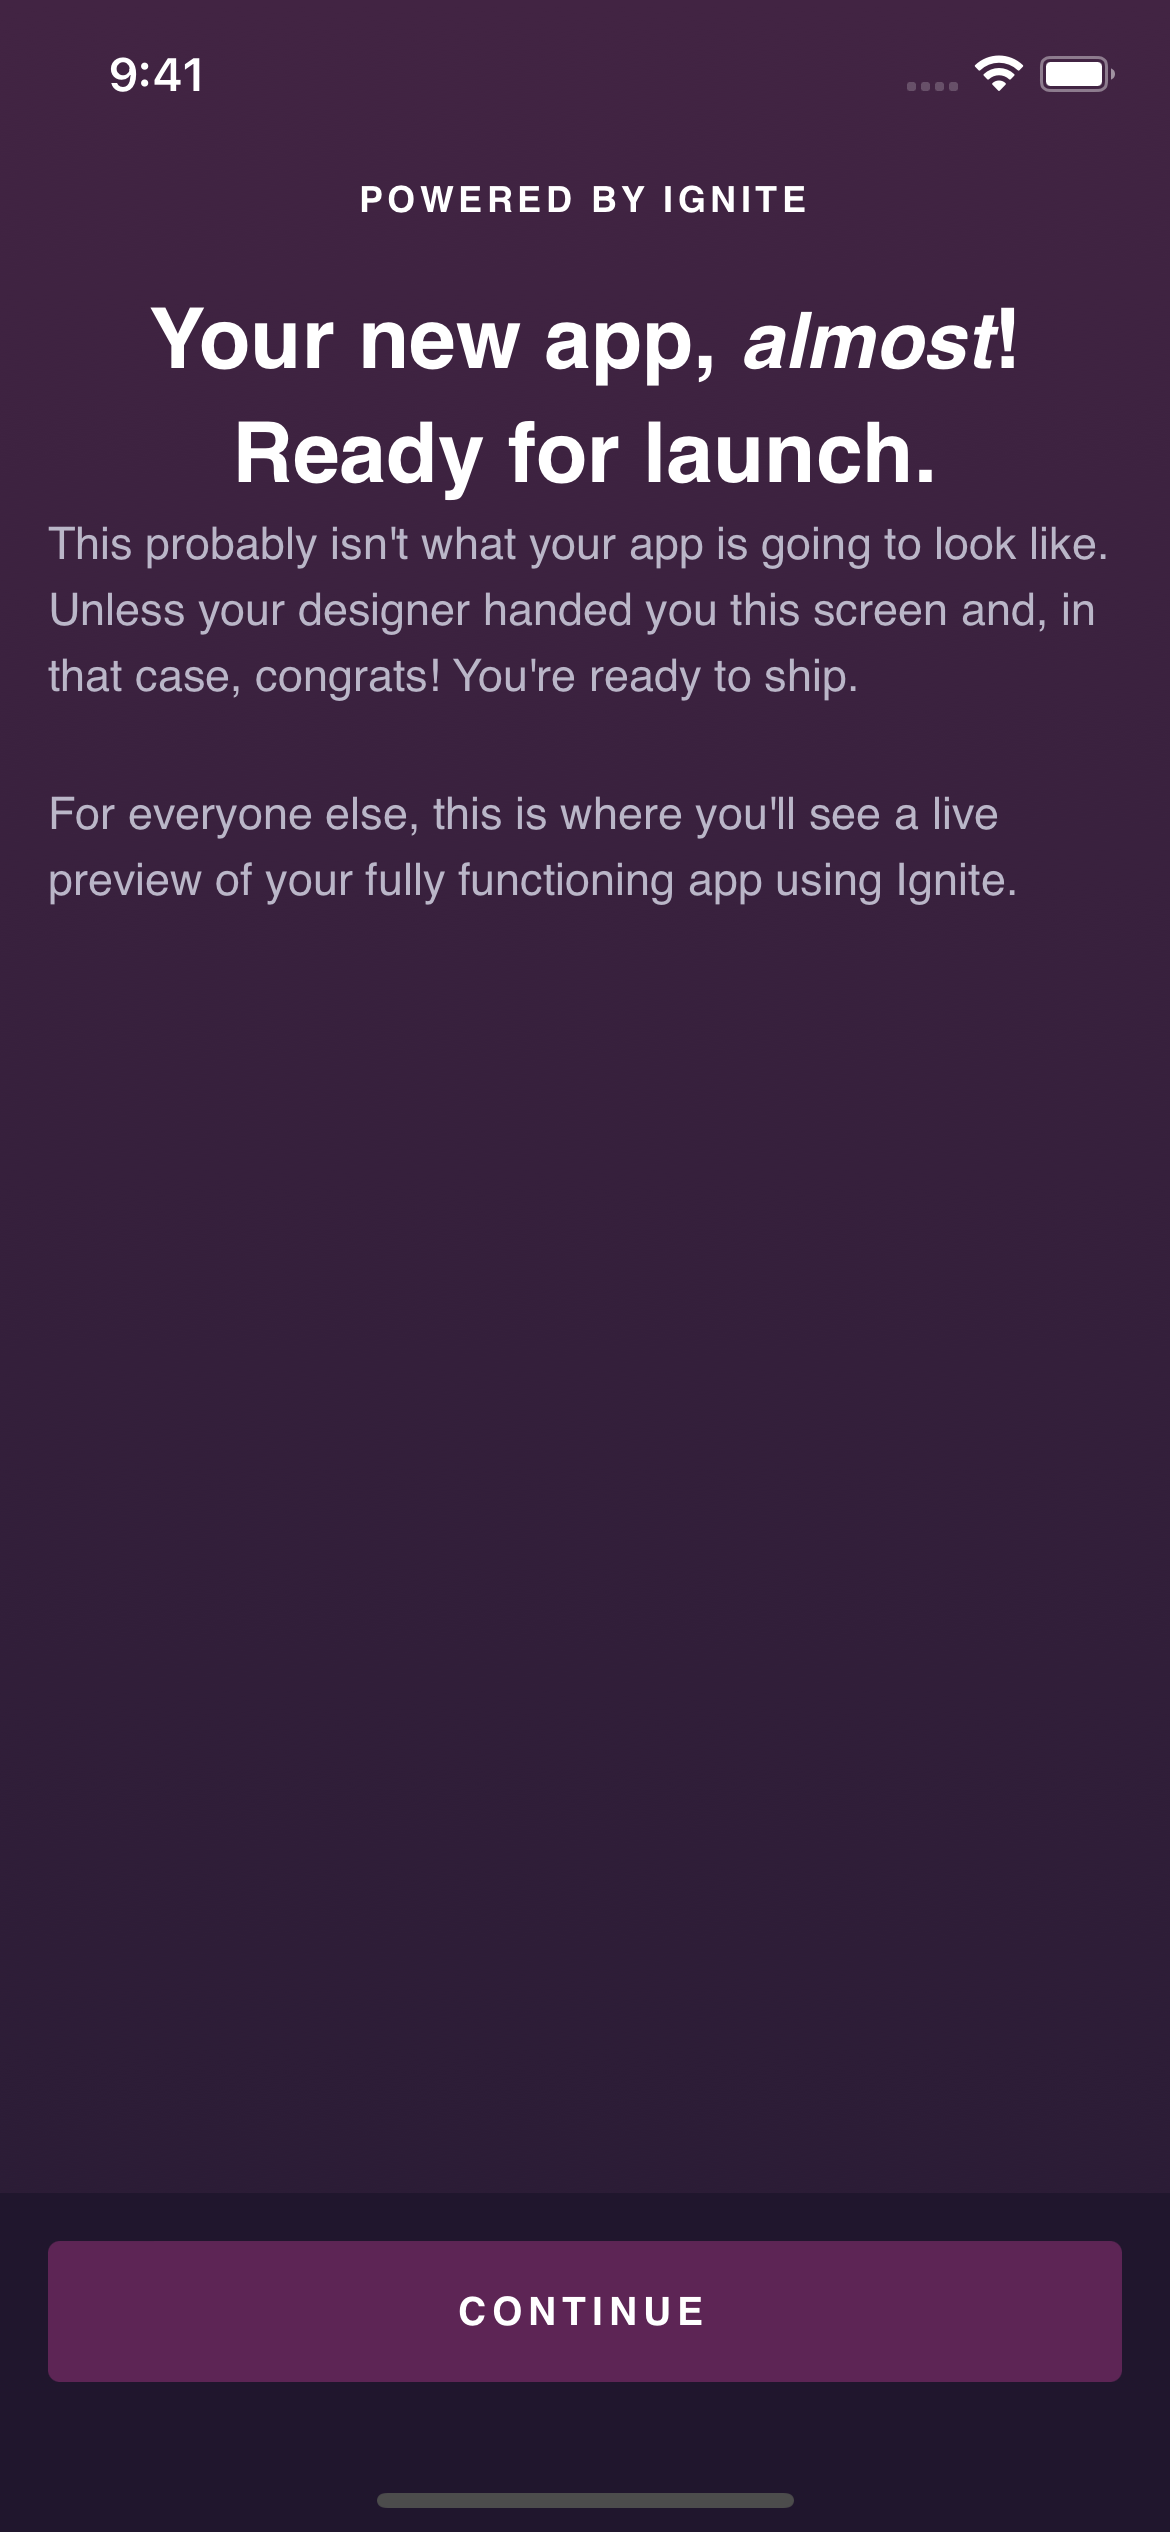 9:41
POWERED BY IGNITE
Your new app, almost!
Ready for launch.
This probably isn't what your app is going to look like.
Unless your designer handed you this screen and, in
that case, congrats! You're ready to ship.
For everyone else, this is where you'll see a live
preview of your fully functioning app using Ignite.
CONTINUE